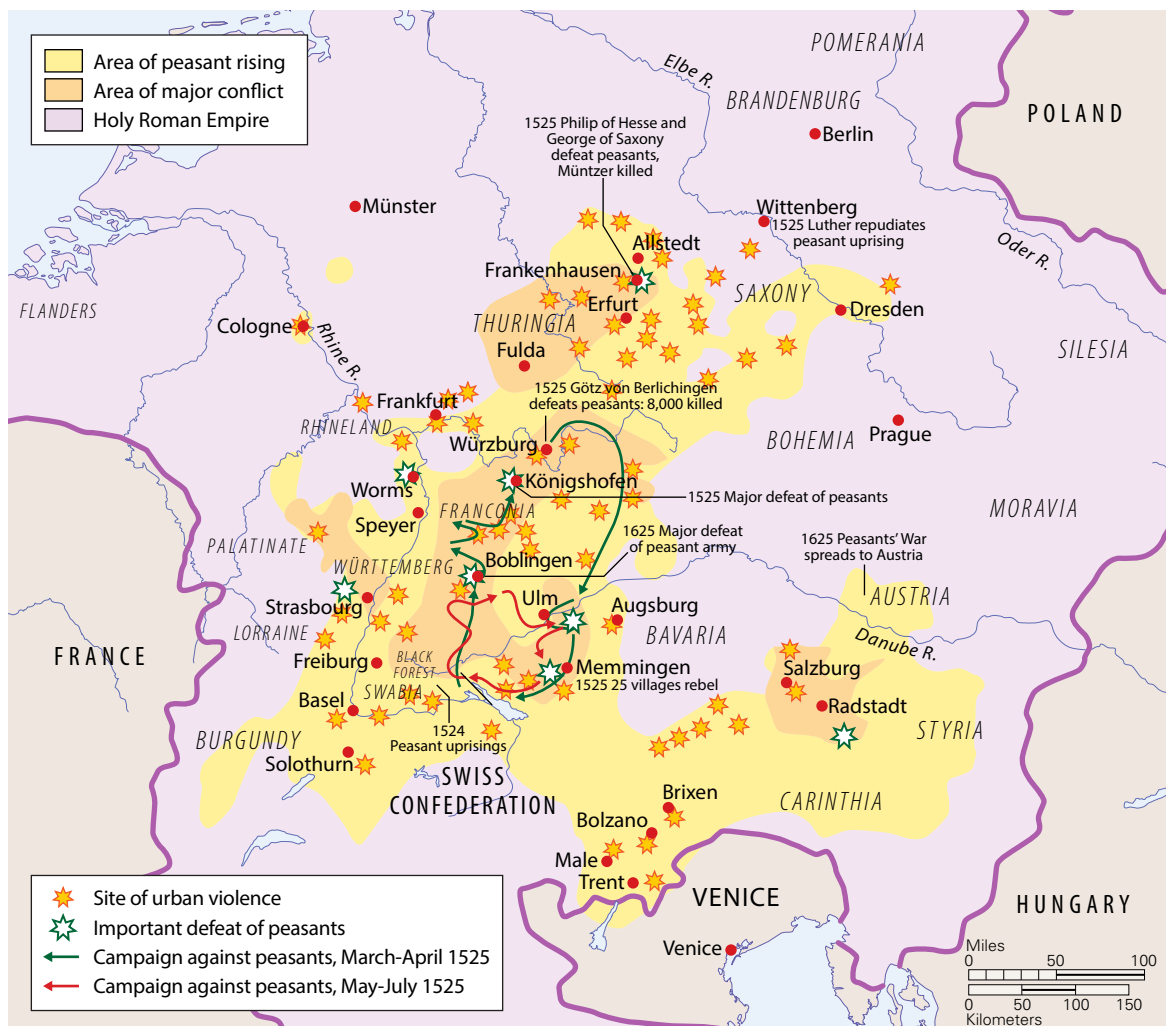 Area of peasant rising
Area of major conflict
Holy Roman Empire
POMERANIA
Elbe R.
BRANDENBURG
POLAND
Berlin
1525 Philip of Hesse and
George of Saxony
defeat peasants,
Müntzer killed
Münster
Wittenberg
1525 Luther repudiates
peasant uprising
Oder R.
Allstedt
Frankenhausen
SAXONY
FLANDERS
Erfurt
Dresden
Cologne
Rhine R.
THURINGIA
SILESIA
Fulda
1525 Götz von Berlichingen
defeats peasants: 8,000 killed
Frankfurt
RHINELAND
Würzburg
BOHEMIA
Prague
Worms
Königshofen
1525 Major defeat of peasants
Speyer
FRANCONIA
MORAVIA
1625 Major defeat
of peasant army
1625 Peasants’ War
spreads to Austria
PALATINATE
WÜRTTEMBERG
Boblingen
Strasbourg
Ulm
Augsburg
AUSTRIA
LORRAINE
BAVARIA
Danube R.
FRANCE
Freiburg
BLACK
FOREST
Memmingen
1525 25 villages rebel
Salzburg
SWABIA
Basel
Radstadt
BURGUNDY
1524
Peasant uprisings
STYRIA
Solothurn
SWISS
CONFEDERATION
Brixen
CARINTHIA
Bolzano
Male
Trent
VENICE
HUNGARY
Venice
Site of urban violence
Important defeat of peasants
Campaign against peasants, March-April 1525
Campaign against peasants, May-July 1525
Miles
0 50 100
0 50 100 150
Kilometers